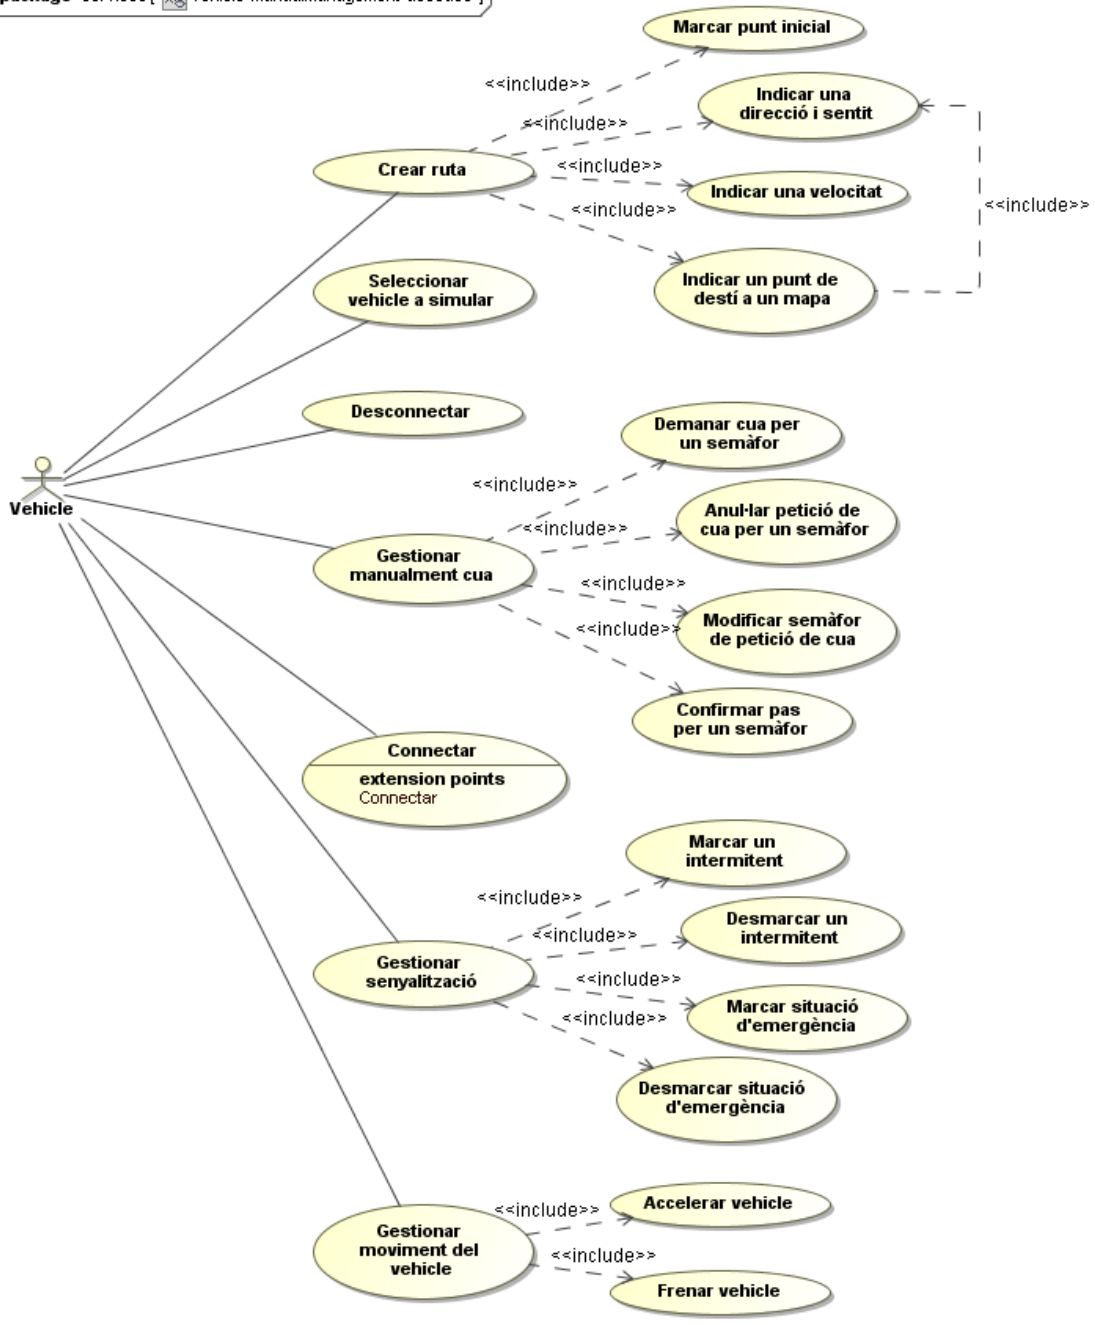 Marcar punt inicial
<<include>>
Indicar una
direcció i sentit
<<include>>
Crear ruta
<<include>>
Indicar una velocitat
<<include>>
<<include>>
Indicar un punt de
destí a un mapa
Seleccionar
vehicle a simular
Desconnectar
Demanar cua per
un semàfor
<<include>>
Vehicle
Anul·lar petició de
cua per un semàfor
<<include>>
Gestionar
manualment cua
<<include>>
Modificar semàfor
de petició de cua
<<include>>
Confirmar pas
per un semàfor
Connectar
extension points
Connectar
Marcar un
intermitent
<<include>>
Desmarcar un
intermitent
<<include>>
Gestionar
senyalització
<<include>>
Marcar situació
d'emergència
<<include>>
Desmarcar situació
d'emergència
Accelerar vehicle
<<include>>
Gestionar
moviment del
vehicle
<<include>>
Frenar vehicle